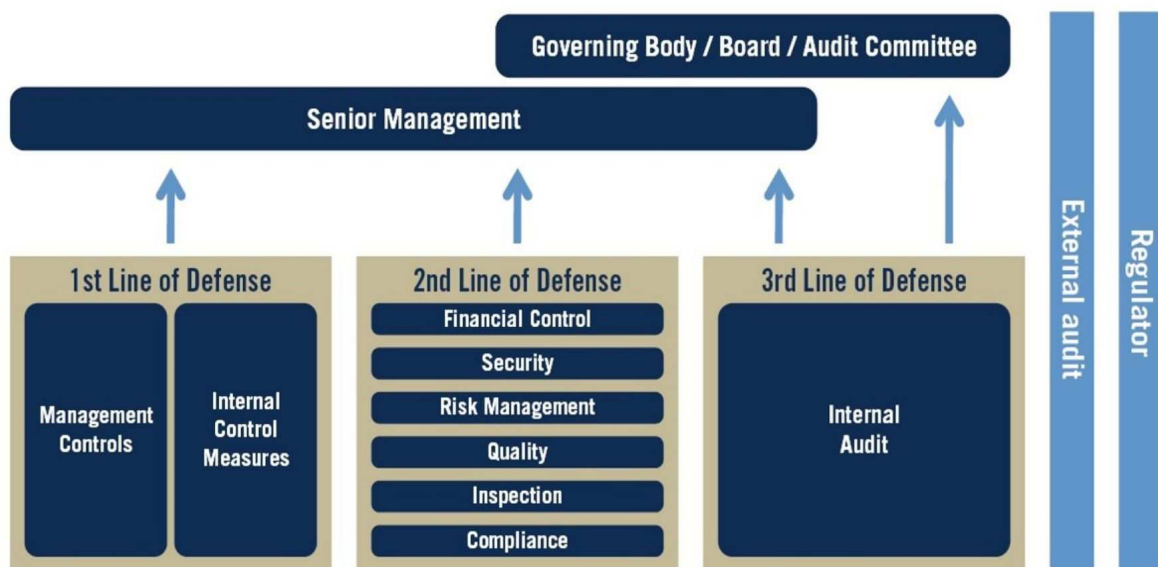 Governing Body / Board / Audit Committee
Senior Management
1st Line of Defense
Management
Controls
Internal
Control
Measures
2nd Line of Defense
Financial Control
Security
Risk Management
Quality
Inspection
Compliance
3rd Line of Defense
Internal
Audit
External audit
Regulator